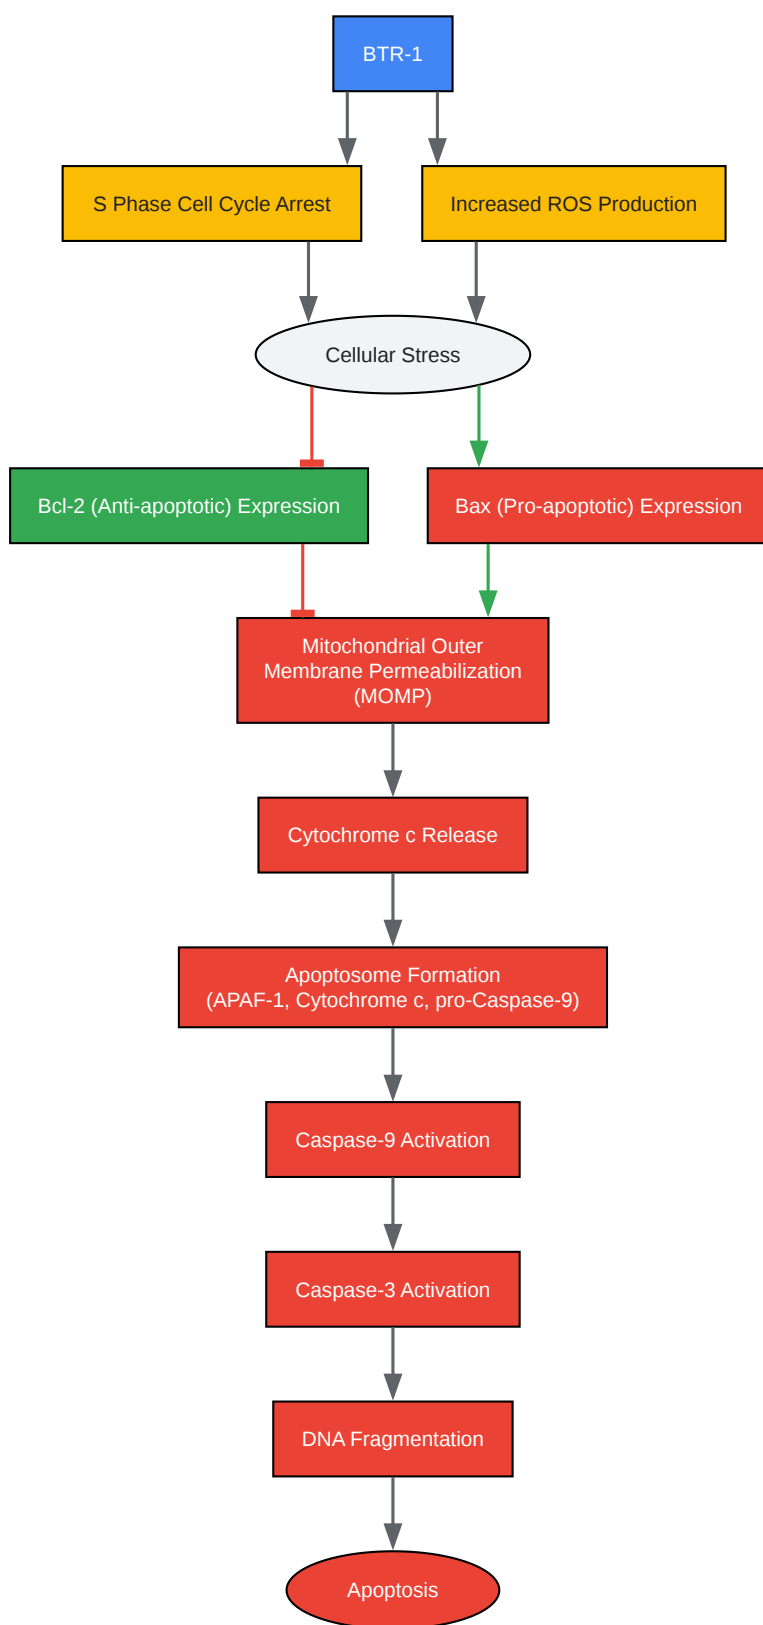 BTR-1
S Phase Cell Cycle Arrest
Increased ROS Production
Cellular Stress
Bcl-2 (Anti-apoptotic) Expression
Bax (Pro-apoptotic) Expression
Mitochondrial Outer
Membrane Permeabilization
(MOMP)
Cytochrome c Release
Apoptosome Formation
(APAF-1, Cytochrome c, pro-Caspase-9)
Caspase-9 Activation
Caspase-3 Activation
DNA Fragmentation
Apoptosis